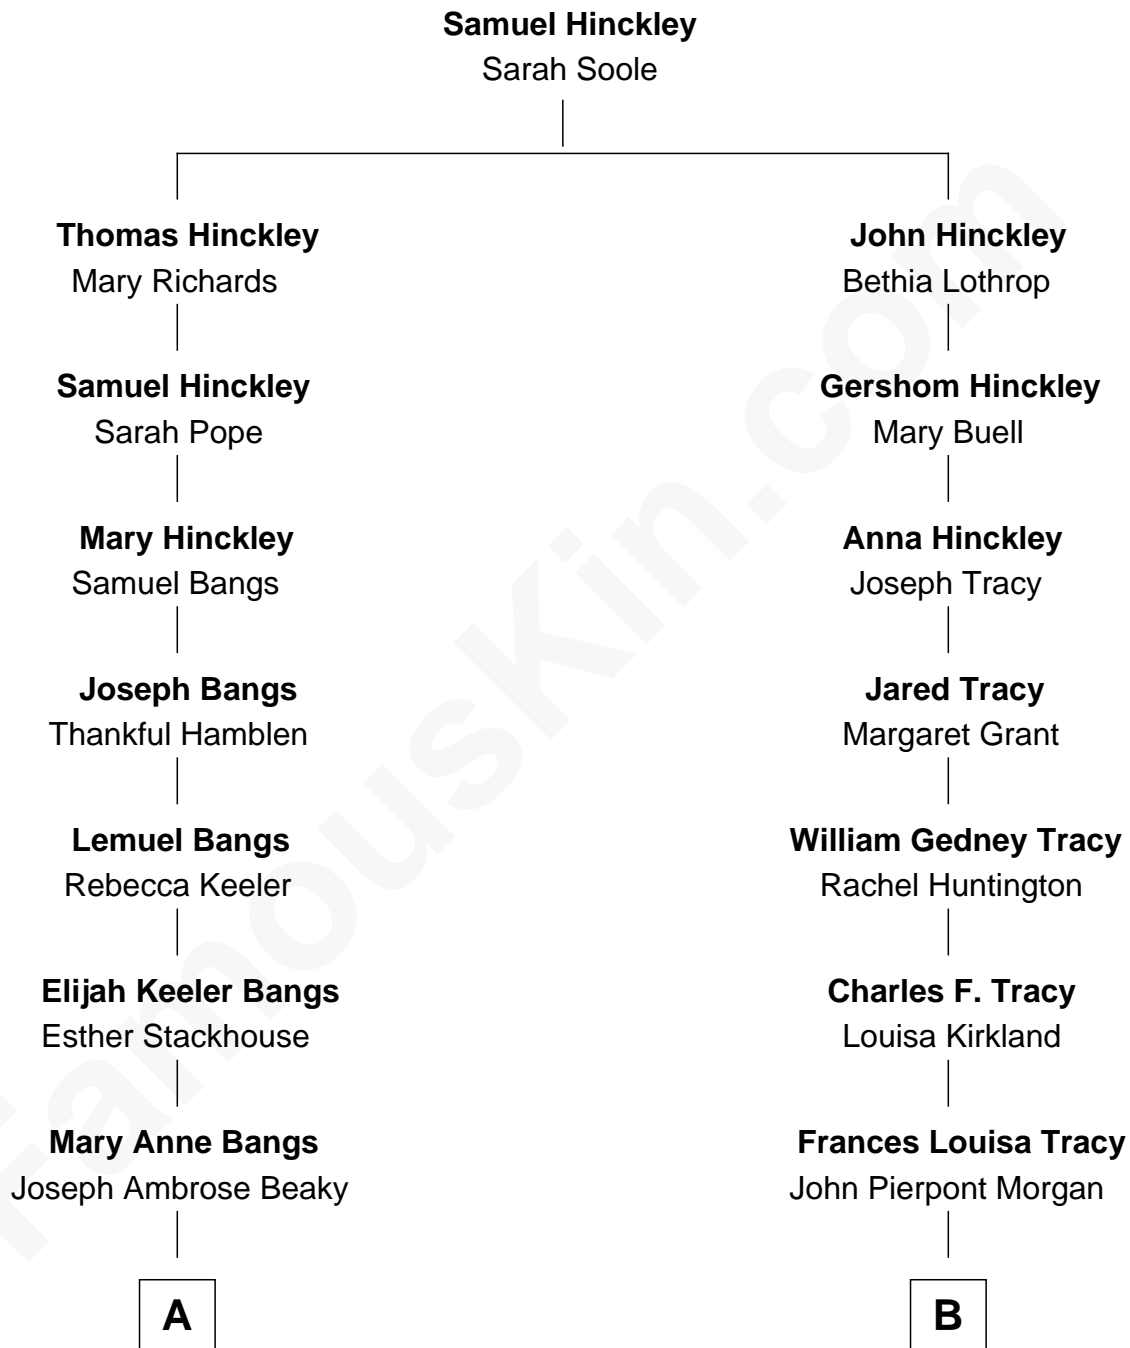 Samuel Hinckley
Sarah Soole
Thomas Hinckley
Mary Richards
John Hinckley
Bethia Lothrop
Samuel Hinckley
Sarah Pope
Gershom Hinckley
Mary Buell
Mary Hinckley
Samuel Bangs
Anna Hinckley
Joseph Tracy
Joseph Bangs
Thankful Hamblen
Jared Tracy
Margaret Grant
Lemuel Bangs
Rebecca Keeler
William Gedney Tracy
Rachel Huntington
Elijah Keeler Bangs
Esther Stackhouse
Charles F. Tracy
Louisa Kirkland
Mary Anne Bangs
Joseph Ambrose Beaky
Frances Louisa Tracy
John Pierpont Morgan
A
B
FamousKin.com